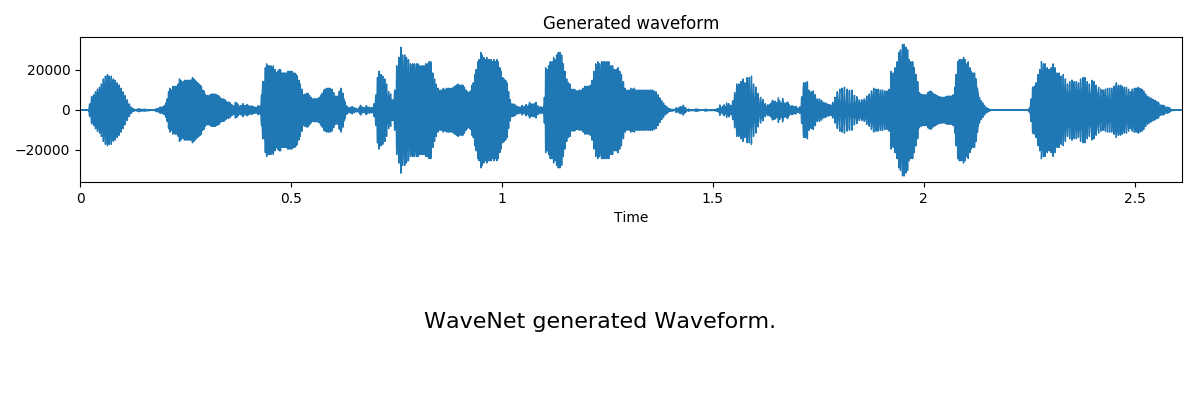 Generated waveform
20000
0
−20000
0 0.5 1 1.5 2 2.5
Time
WaveNet generated Waveform.